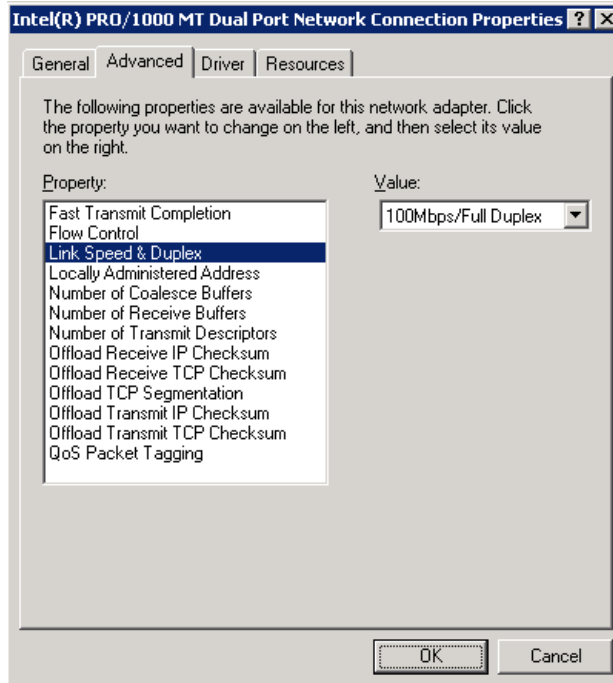 Intel(R) PRO/1000 MT Dual Port Network Connection Properties ? X
General Advanced Driver Resources
The following properties are available for this network adapter. Click
the property you want to change on the left, and then select its value
on the right.
Property:
Value:
Fast Transmit Completion
Flow Control
Link Speed & Duplex
Locally Administered Address
Number of Coalesce Buffers
Number of Receive Buffers
Number of Transmit Descriptors
Offload Receive IP Checksum
Offload Receive TCP Checksum
Offload TCP Segmentation
Offload Transmit IP Checksum
Offload Transmit TCP Checksum
QoS Packet Tagging
100Mbps/Full Duplex
OK
Cancel